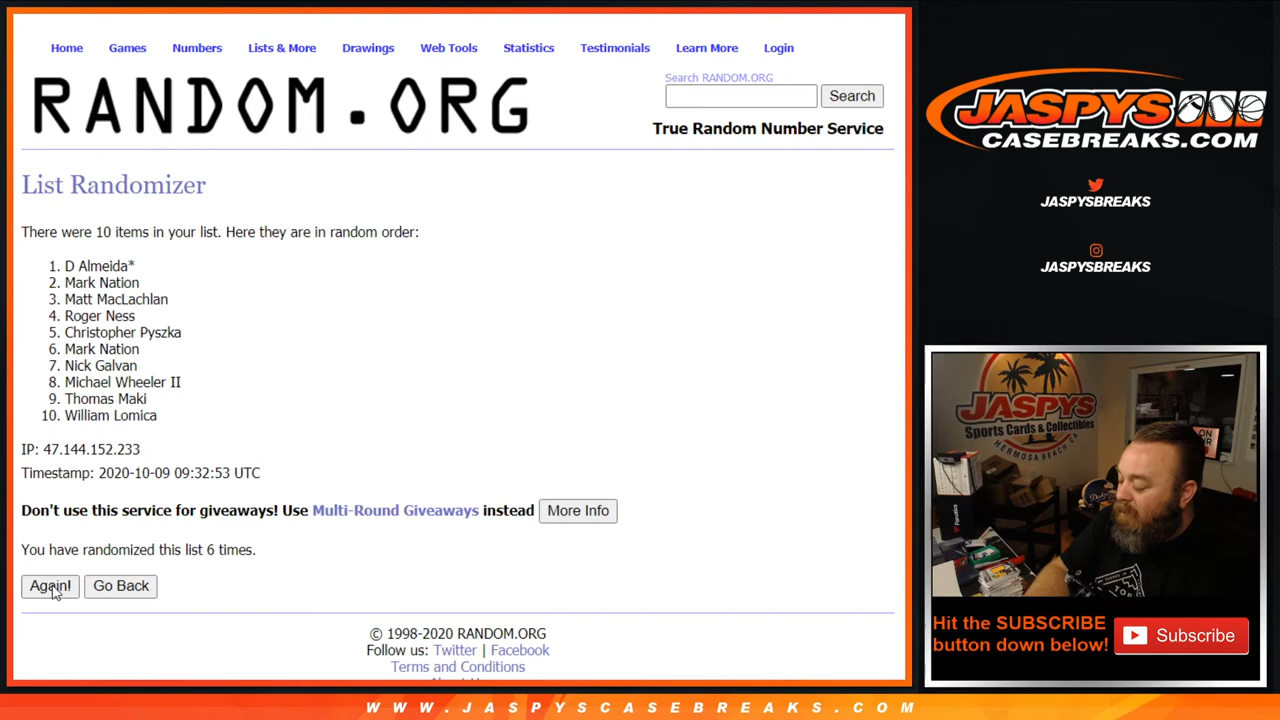 Home Games Numbers Lists & More Drawings Web Tools Statistics Testimonials Learn More Login
RANDOM.ORG
Search RANDOM.ORG
Search
True Random Number Service
List Randomizer
There were 10 items in your list. Here they are in random order:
1. D Almeida*
2. Mark Nation
3. Matt MacLachlan
4. Roger Ness
5. Christopher Pyszka
6. Mark Nation
7. Nick Galvan
8. Michael Wheeler II
9. Thomas Maki
10. William Lomica
IP: 47.144.152.233
Timestamp: 2020-10-09 09:32:53 UTC
Don't use this service for giveaways! Use Multi-Round Giveaways instead More Info
You have randomized this list 6 times.
Again! Go Back
© 1998-2020 RANDOM.ORG
Follow us: Twitter | Facebook
Terms and Conditions
JASPYS
CASEBREAKS.COM
JASPYSBREAKS
JASPYSBREAKS
JASPYS
Sports Cards & Collectibles
HERMOSA BEACH, CA
ON
Fanatics
Dodgers
Hit the SUBSCRIBE
button down below!
Subscribe
WWW.JASPYSCASEBREAKS.COM